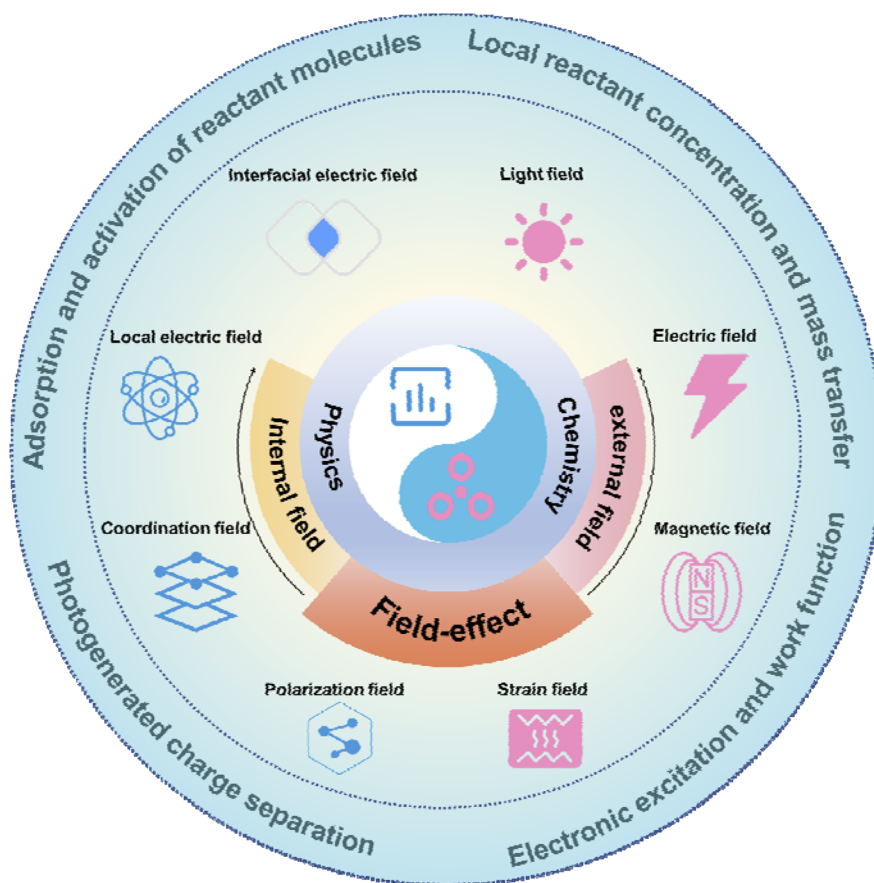 Adsorption and activation of reactant molecules
Local reactant concentration and mass transfer
Interfacial electric field
Light field
Local electric field
Electric field
Internal field
Physics
Chemistry
external field
Coordination field
Magnetic field
N
S
Field-effect
Polarization field
Strain field
Photogenerated charge separation
Electronic excitation and work function